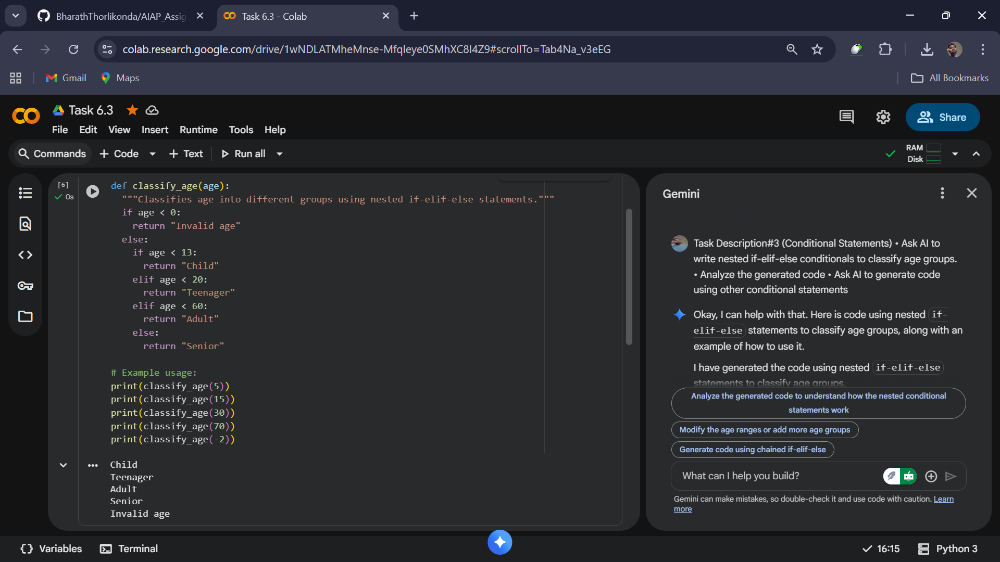 BharathThorlikonda/AIAP_Assig
Task 6.3 - Colab
colab.research.google.com/drive/1wNDLATMheMnse-Mfqleye0SMhXC8I4Z9#scrollTo=Tab4Na_v3eEG
Gmail
Maps
All Bookmarks
Task 6.3
File Edit View Insert Runtime Tools Help
Share
Commands
+ Code
+ Text
Run all
RAM
Disk
[6]
0s
def classify_age(age):
"""Classifies age into different groups using nested if-elif-else statements."""
if age < 0:
return "Invalid age"
else:
if age < 13:
return "Child"
elif age < 20:
return "Teenager"
elif age < 60:
return "Adult"
else:
return "Senior"
# Example usage:
print(classify_age(5))
print(classify_age(15))
print(classify_age(30))
print(classify_age(70))
print(classify_age(-2))
Child
Teenager
Adult
Senior
Invalid age
Gemini
Task Description#3 (Conditional Statements) • Ask AI to
write nested if-elif-else conditionals to classify age groups.
• Analyze the generated code • Ask AI to generate code
using other conditional statements
Okay, I can help with that. Here is code using nested if-
elif-else statements to classify age groups, along with an
example of how to use it.
I have generated the code using nested if-elif-else
statements to classify age groups.
Analyze the generated code to understand how the nested conditional
statements work
Modify the age ranges or add more age groups
Generate code using chained if-elif-else
What can I help you build?
Gemini can make mistakes, so double-check it and use code with caution. Learn
more
{} Variables
Terminal
16:15
Python 3